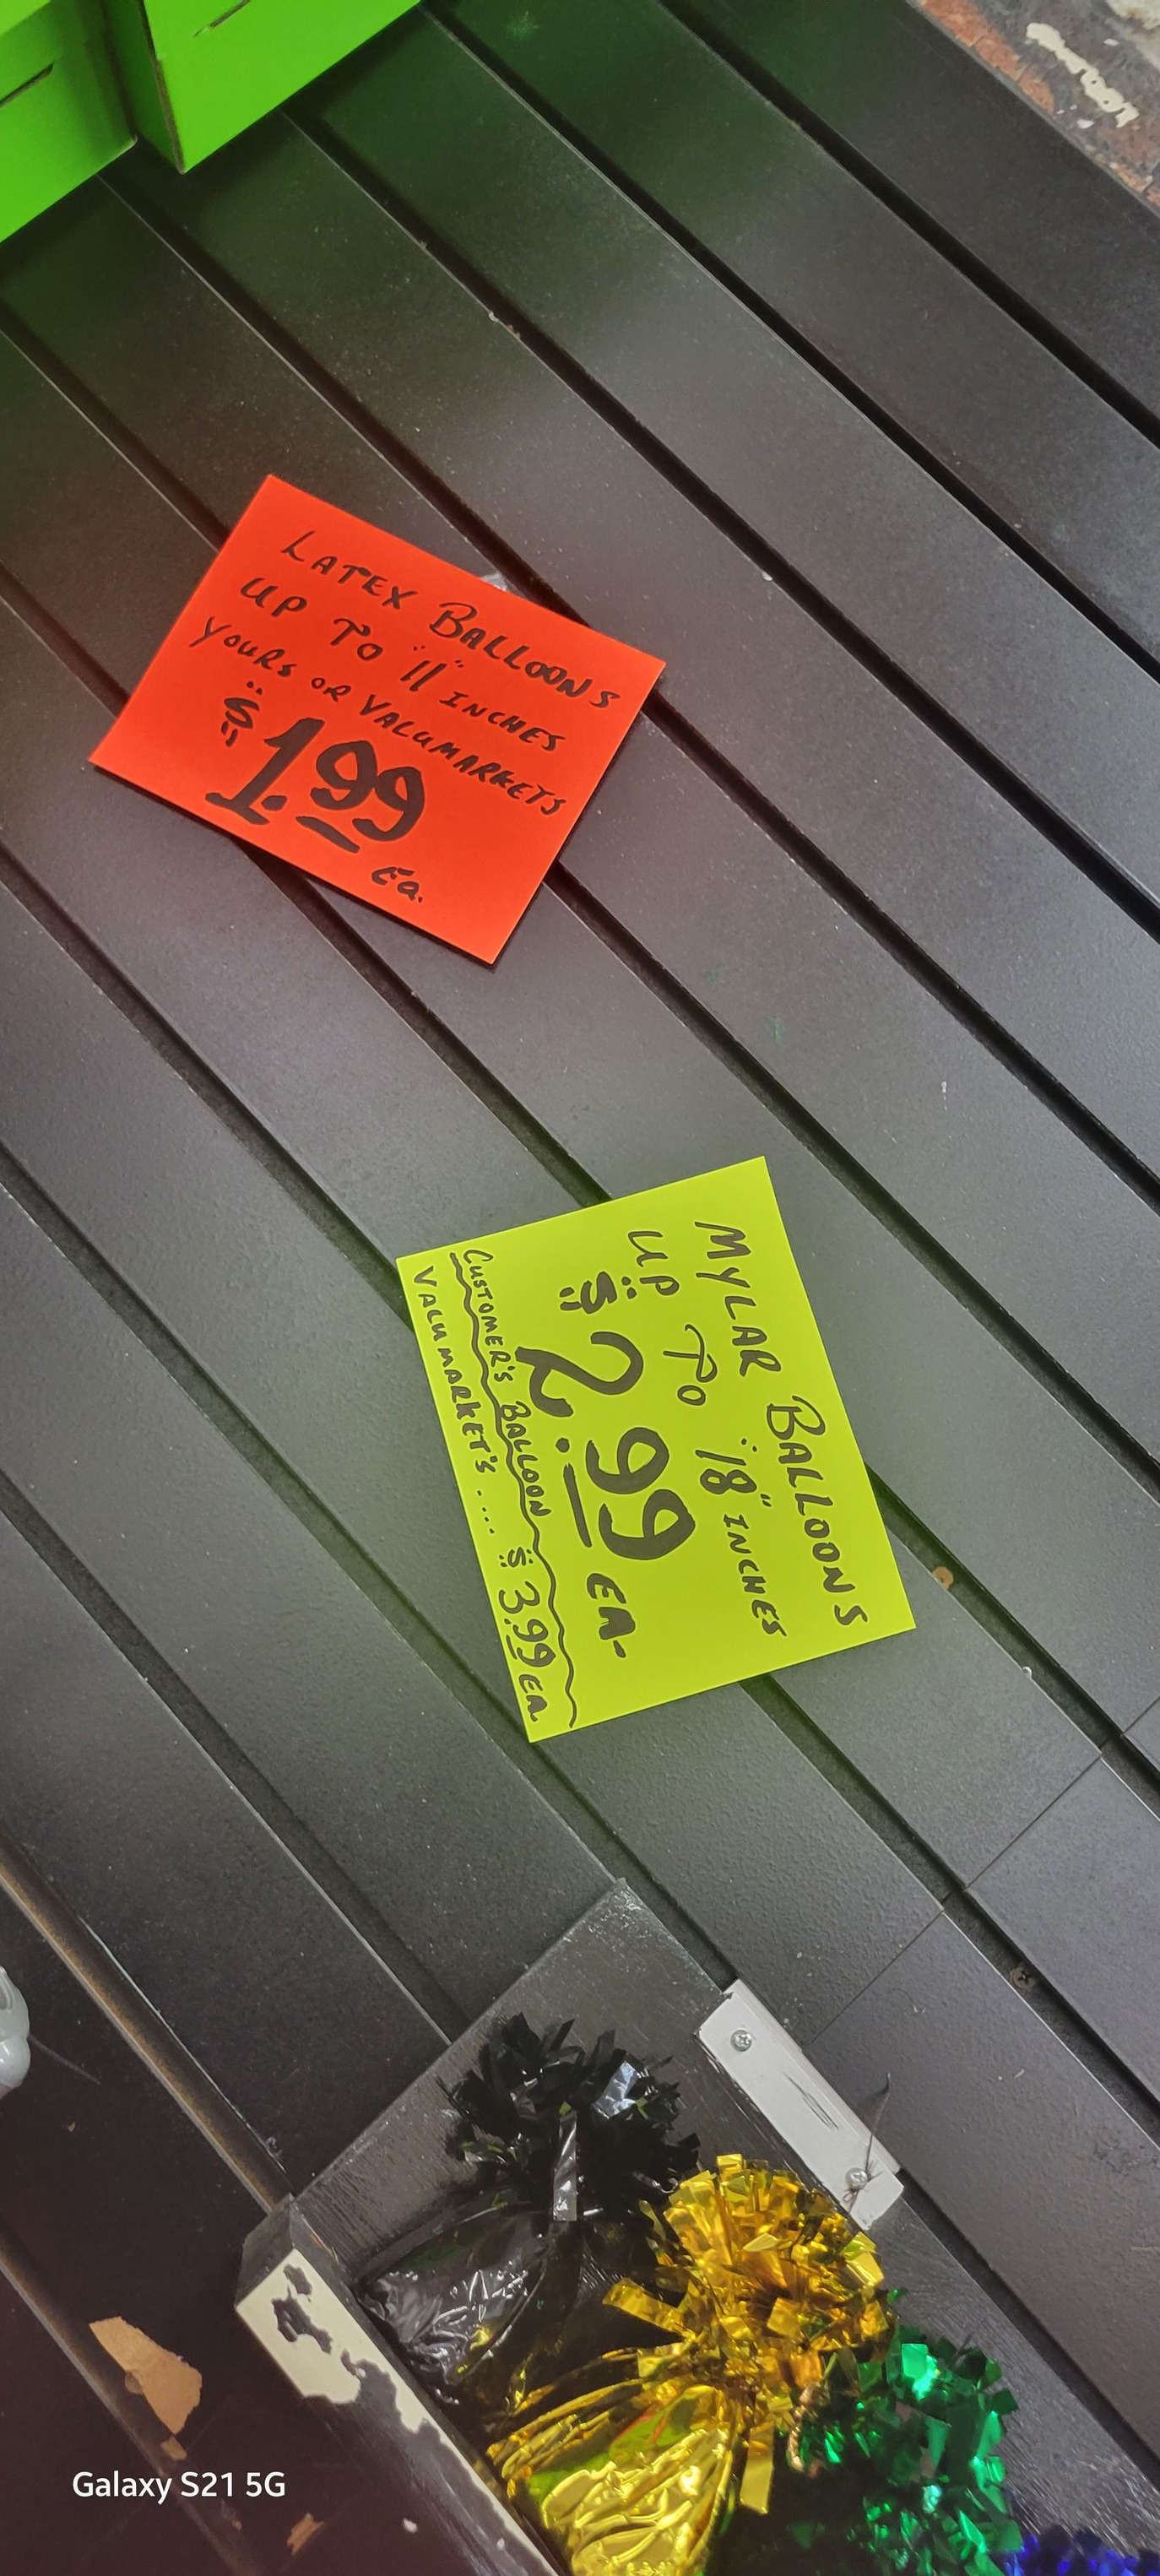 LATEX BALLOONS
UP TO "11" INCHES
YOURS OR VALUMARKETS
$1.99
EA.
MYLAR BALLOONS
UP TO "18" INCHES
$2.99 EA-
CUSTOMER'S BALLOON
VALUMARKET'S .... $3.99 EA
Galaxy S21 5G